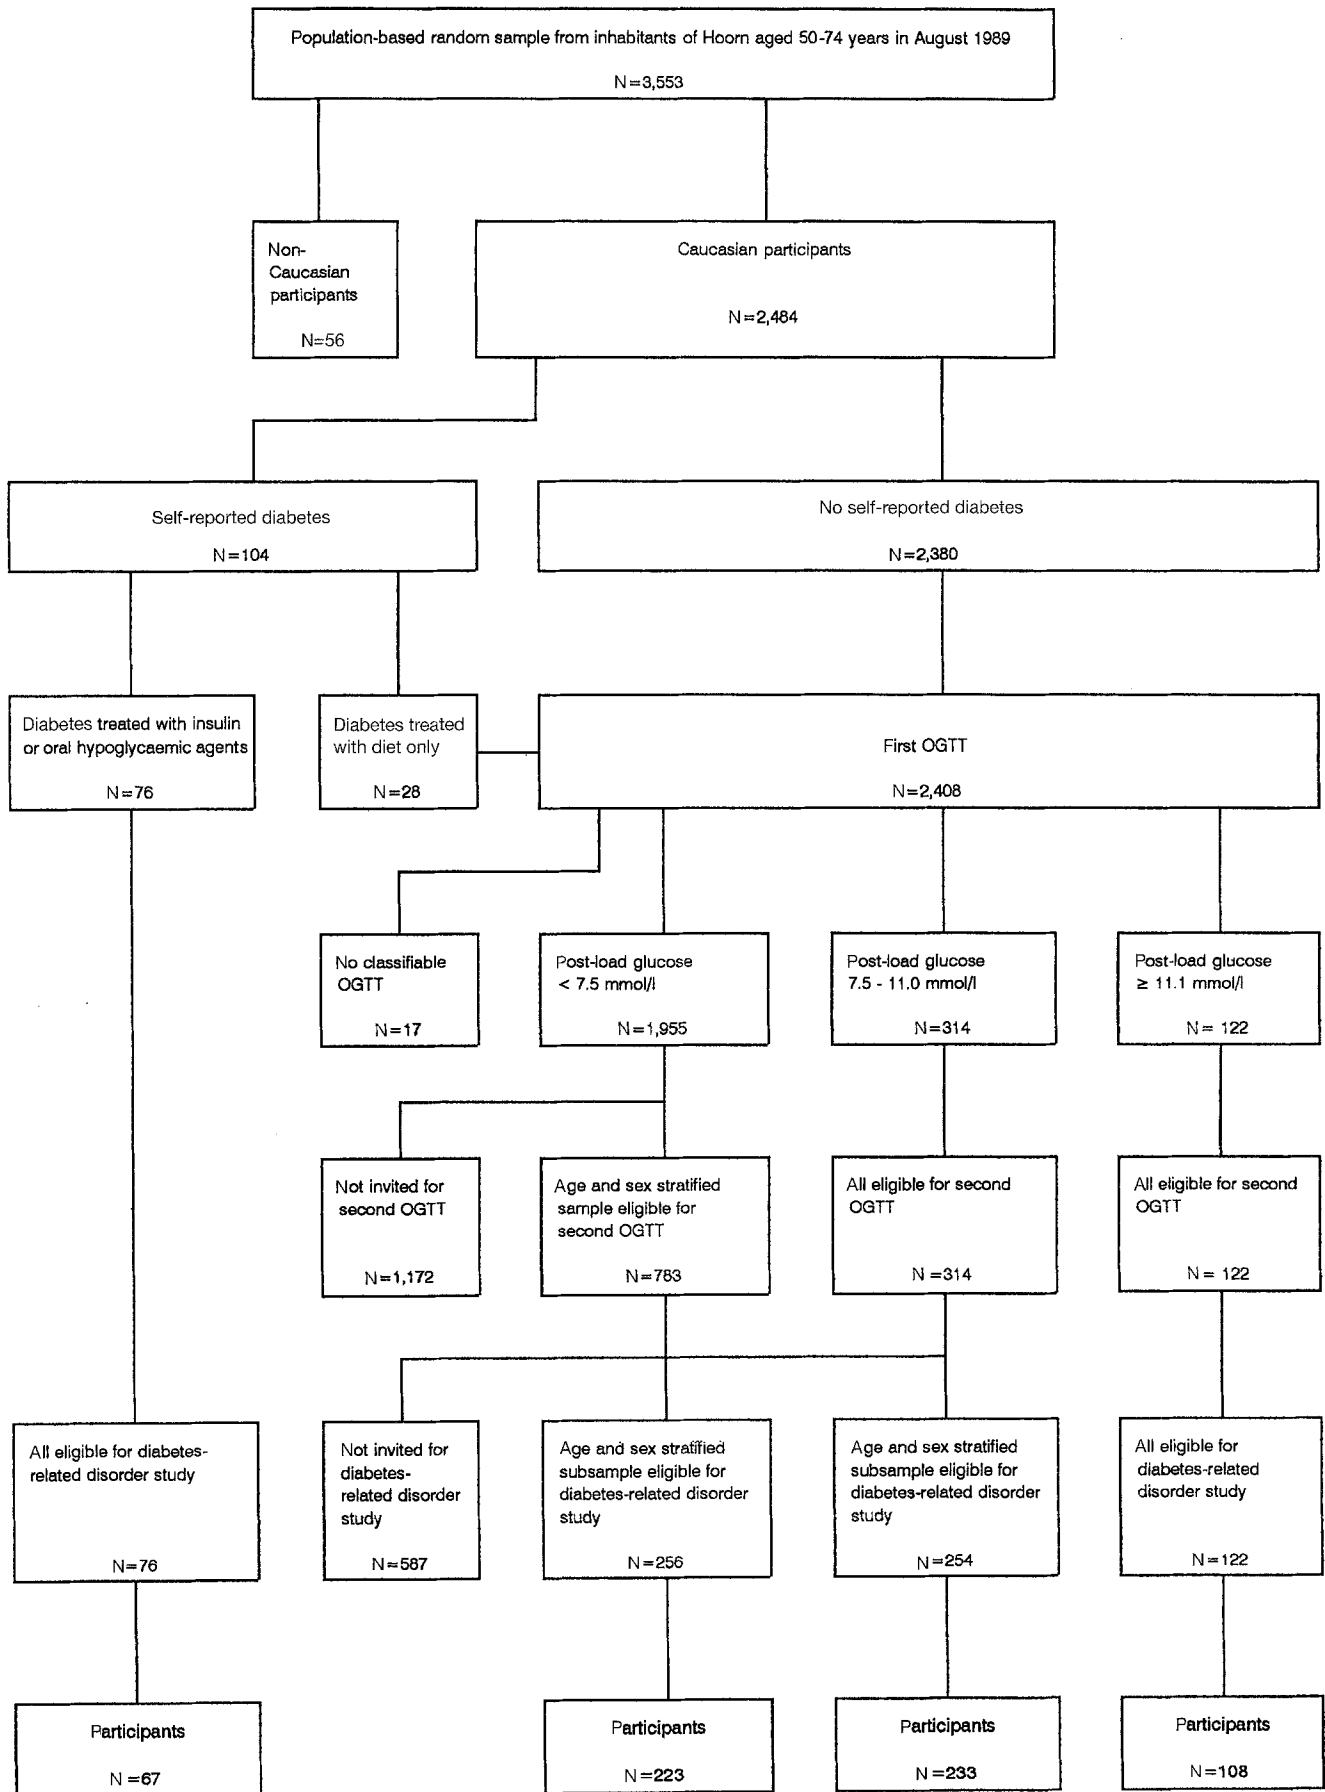 Population-based random sample from inhabitants of Hoorn aged 50-74 years in August 1989
N=3,553
Non-
Caucasian
participants
N=56
Caucasian participants
N=2,484
Self-reported diabetes
N=104
No self-reported diabetes
N=2,380
Diabetes treated with insulin
or oral hypoglycaemic agents
N=76
Diabetes treated
with diet only
N=28
First OGTT
N=2,408
No classifiable
OGTT
N=17
Post-load glucose
< 7.5 mmol/l
N=1,955
Post-load glucose
7.5 - 11.0 mmol/l
N=314
Post-load glucose
≥ 11.1 mmol/l
N= 122
Not invited for
second OGTT
N=1,172
Age and sex stratified
sample eligible for
second OGTT
N=783
All eligible for second
OGTT
N=314
All eligible for second
OGTT
N= 122
All eligible for diabetes-
related disorder study
N=76
Not invited for
diabetes-
related disorder
study
N=587
Age and sex stratified
subsample eligible for
diabetes-related disorder
study
N=256
Age and sex stratified
subsample eligible for
diabetes-related disorder
study
N=254
All eligible for
diabetes-related
disorder study
N=122
Participants
N =67
Participants
N=223
Participants
N =233
Participants
N=108